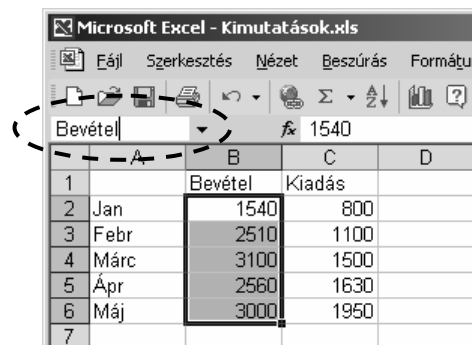 Microsoft Excel - Kimutatások.xls
Fájl Szerkesztés Nézet Beszúrás Formátu
Bevétel fx 1540
A B C D
1 Bevétel Kiadás
2 Jan 1540 800
3 Febr 2510 1100
4 Márc 3100 1500
5 Ápr 2560 1630
6 Máj 3000 1950
7